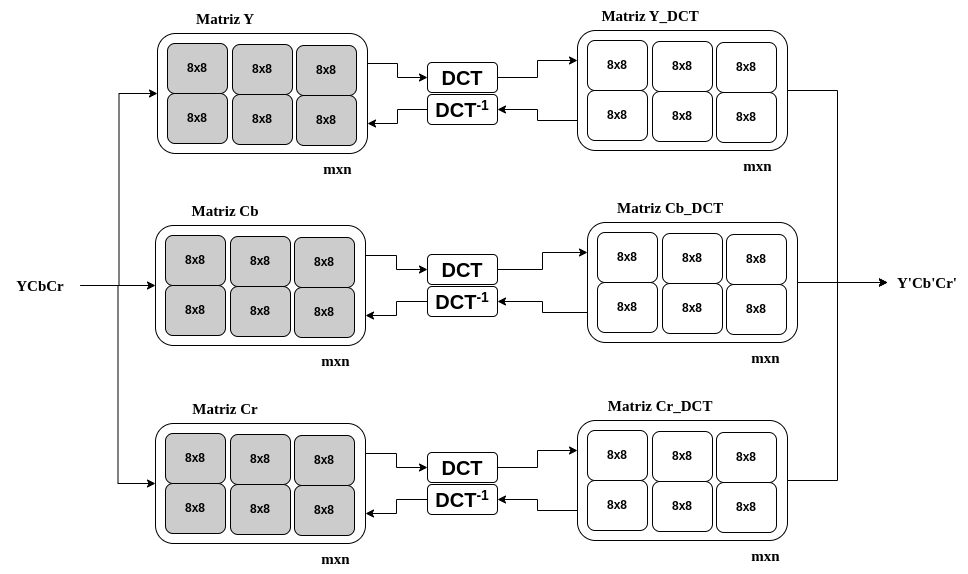 Matriz Y
8x8 8x8 8x8
8x8 8x8 8x8
mxn
DCT
DCT-1
Matriz Y_DCT
8x8 8x8 8x8
8x8 8x8 8x8
mxn
YCbCr
Matriz Cb
8x8 8x8 8x8
8x8 8x8 8x8
mxn
DCT
DCT-1
Matriz Cb_DCT
8x8 8x8 8x8
8x8 8x8 8x8
mxn
Y'Cb'Cr'
Matriz Cr
8x8 8x8 8x8
8x8 8x8 8x8
mxn
DCT
DCT-1
Matriz Cr_DCT
8x8 8x8 8x8
8x8 8x8 8x8
mxn